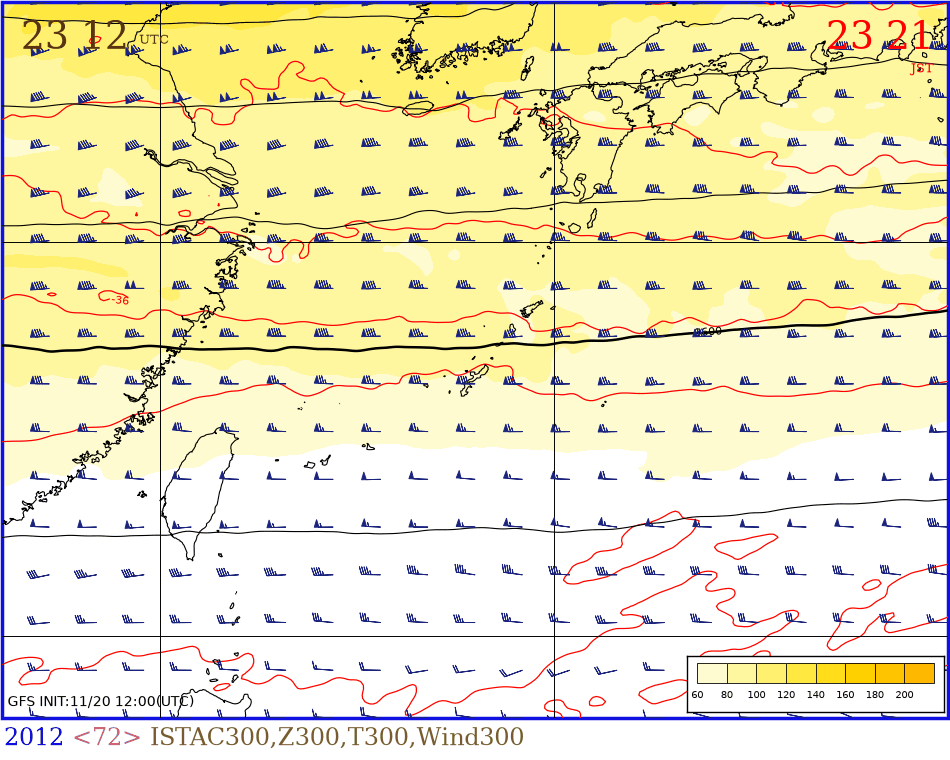 23 12 UTC
23 21
JST
-36
9600
GFS INIT:11/20 12:00(UTC)
60 80 100 120 140 160 180 200
2012 <72> ISTAC300,Z300,T300,Wind300